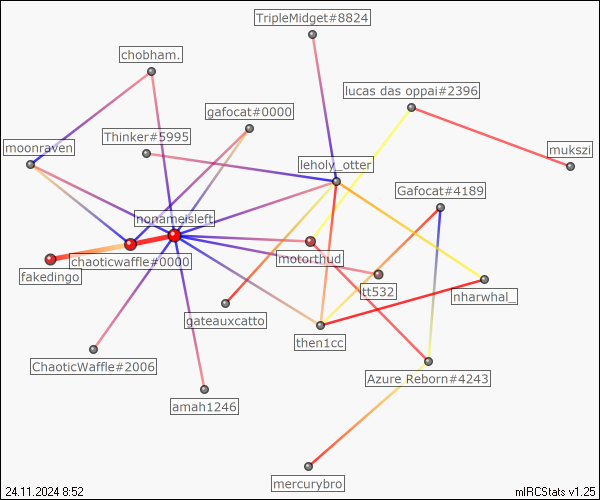 TripleMidget#8824
chobham.
lucas das oppai#2396
gafocat#0000
Thinker#5995
moonraven
mukszi
leholy_otter
Gafocat#4189
nonameisleft
chaoticwaffle#0000
motorthud
fakedingo
tt532
nharwhal_
gateauxcatto
then1cc
ChaoticWaffle#2006
Azure Reborn#4243
amah1246
mercurybro
24.11.2024 8:52
mIRCStats v1.25